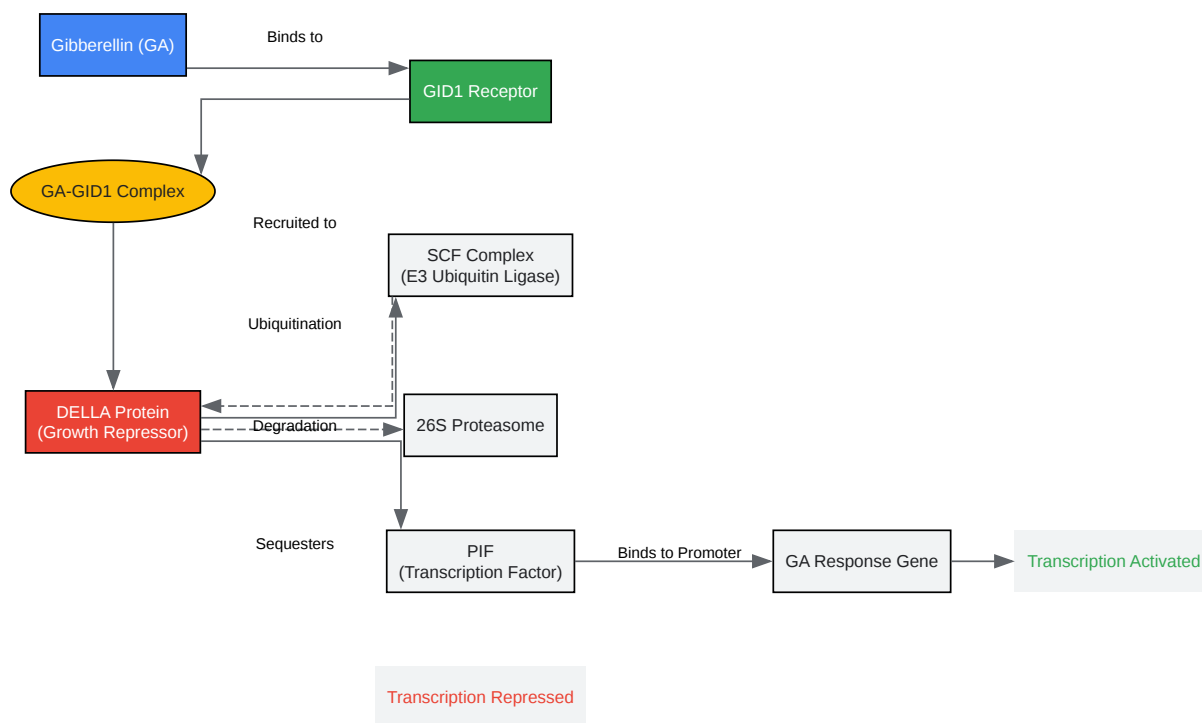 Gibberellin (GA)
Binds to
GID1 Receptor
GA-GID1 Complex
Recruited to
SCF Complex
(E3 Ubiquitin Ligase)
Ubiquitination
DELLA Protein
(Growth Repressor)
Degradation
26S Proteasome
Sequesters
PIF
(Transcription Factor)
Binds to Promoter
GA Response Gene
Transcription Activated
Transcription Repressed